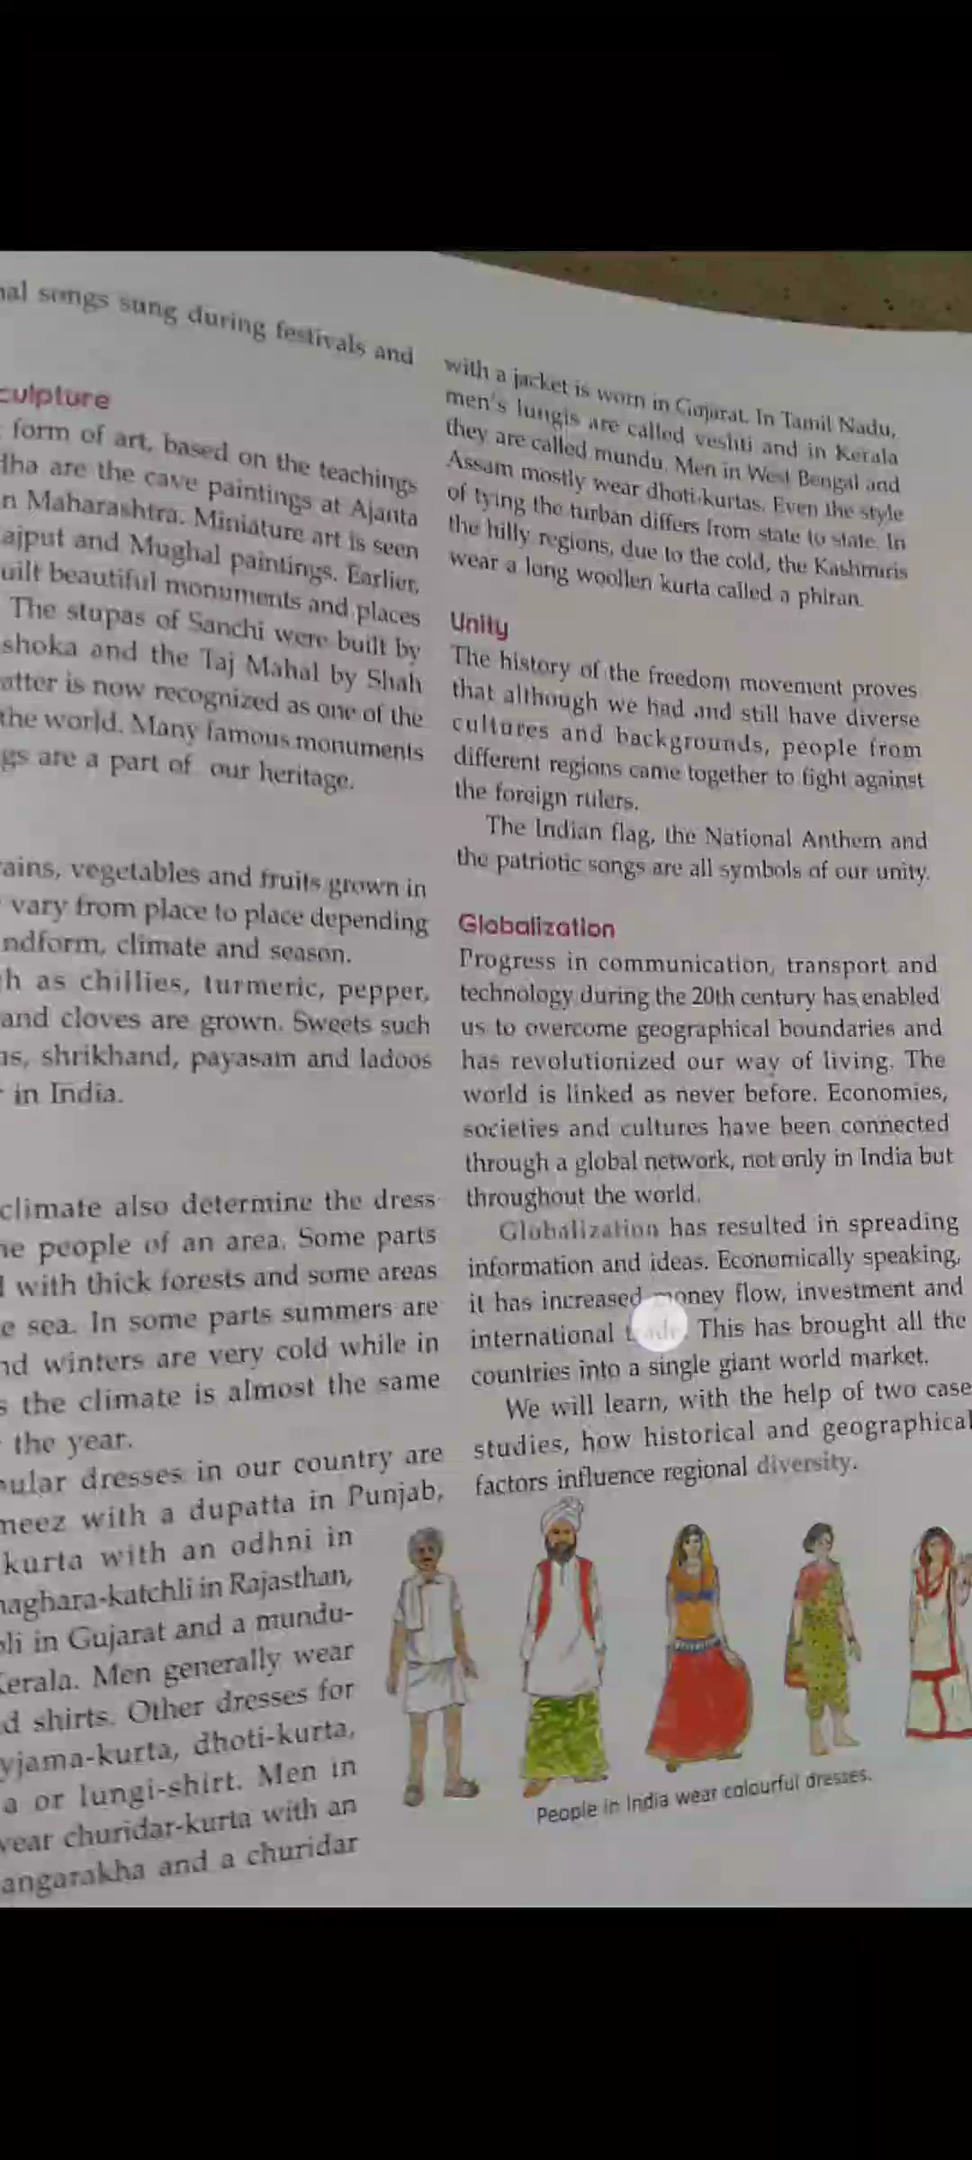 nal songs sung during festivals and
culpture
form of art, based on the teachings
dha are the cave paintings at Ajanta
n Maharashtra. Miniature art is seen
ajput and Mughal paintings. Earlier,
uilt beautiful monuments and places
The stupas of Sanchi were built by
shoka and the Taj Mahal by Shah
atter is now recognized as one of the
the world. Many famous monuments
gs are a part of our heritage.
rains, vegetables and fruits grown in
vary from place to place depending
ndform, climate and season.
h as chillies, turmeric, pepper,
and cloves are grown. Sweets such
as, shrikhand, payasam and ladoos
in India.
climate also determine the dress
he people of an area. Some parts
d with thick forests and some areas
e sea. In some parts summers are
nd winters are very cold while in
s the climate is almost the same
the year.
pular dresses in our country are
meez with a dupatta in Punjab,
kurta with an odhni in
haghara-katchli in Rajasthan,
oli in Gujarat and a mundu-
Kerala. Men generally wear
d shirts. Other dresses for
yjama-kurta, dhoti-kurta,
a or lungi-shirt. Men in
wear churidar-kurta with an
angarakha and a churidar
with a jacket is worn in Gujarat. In Tamil Nadu,
men's lungis are called veshti and in Kerala
they are called mundu. Men in West Bengal and
Assam mostly wear dhoti-kurtas. Even the style
of tying the turban differs from state to state. In
the hilly regions, due to the cold, the Kashmiris
wear a long woollen kurta called a phiran.
Unity
The history of the freedom movement proves
that although we had and still have diverse
cultures and backgrounds, people from
different regions came together to fight against
the foreign rulers.
The Indian flag, the National Anthem and
the patriotic songs are all symbols of our unity.
Globalization
Progress in communication, transport and
technology during the 20th century has enabled
us to overcome geographical boundaries and
has revolutionized our way of living. The
world is linked as never before. Economies,
societies and cultures have been connected
through a global network, not only in India but
throughout the world.
Globalization has resulted in spreading
information and ideas. Economically speaking,
it has increased money flow, investment and
international trade. This has brought all the
countries into a single giant world market.
We will learn, with the help of two case
studies, how historical and geographical
factors influence regional diversity.
People in India wear colourful dresses.